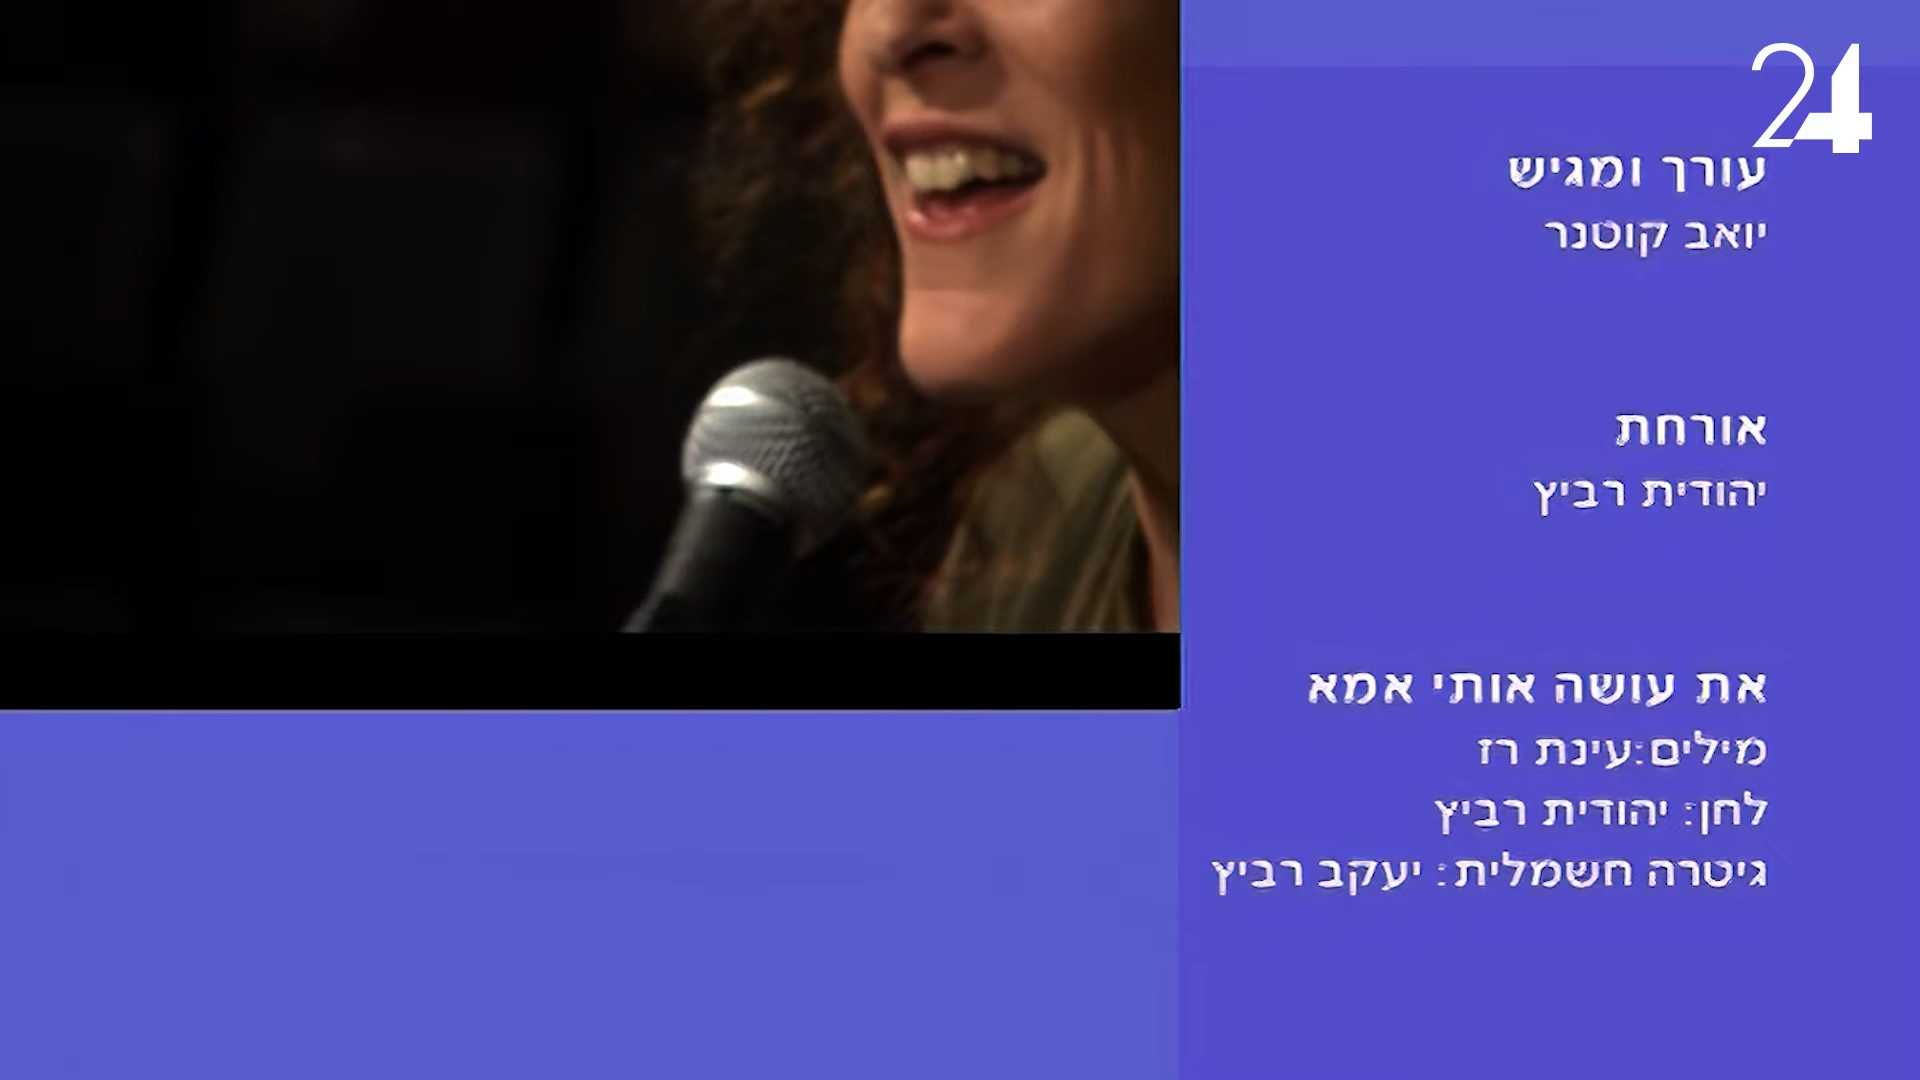 24
עורך ומגיש
יואב קוטנר
אורחת
יהודית רביץ
את עושה אותי אמא
מילים:עינת רז
לחן: יהודית רביץ
גיטרה חשמלית: יעקב רביץ